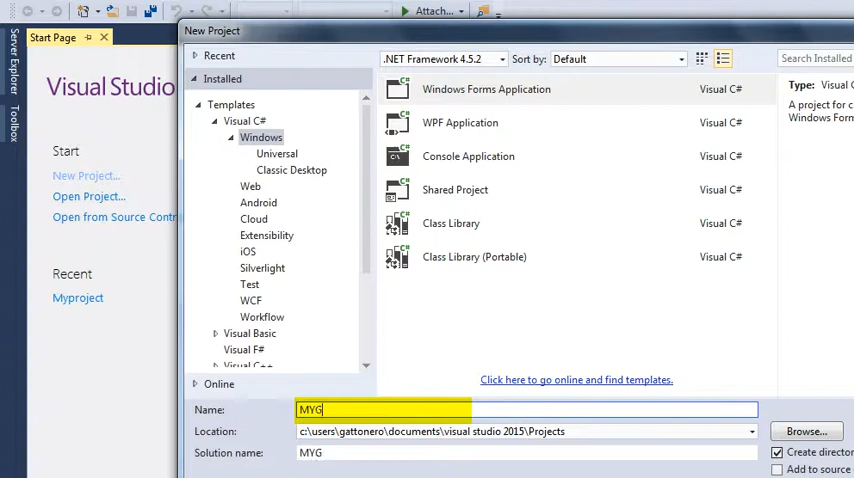 Attach...
Server Explorer
Toolbox
Start Page
Visual Studio
Start
New Project...
Open Project...
Open from Source Contr
Recent
Myproject
New Project
Recent
Installed
Templates
Visual C#
Windows
Universal
Classic Desktop
Web
Android
Cloud
Extensibility
iOS
Silverlight
Test
WCF
Workflow
Visual Basic
Visual F#
Visual C++
Online
.NET Framework 4.5.2
Sort by: Default
Search Installed
C# Windows Forms Application Visual C#
C# WPF Application Visual C#
C# Console Application Visual C#
C# Shared Project Visual C#
C# Class Library Visual C#
C# Class Library (Portable) Visual C#
Click here to go online and find templates.
Type: Visual C
A project for c
Windows Form
Name: MYG
Location: c:\users\gattonero\documents\visual studio 2015\Projects Browse...
Solution name: MYG
Create director
Add to source